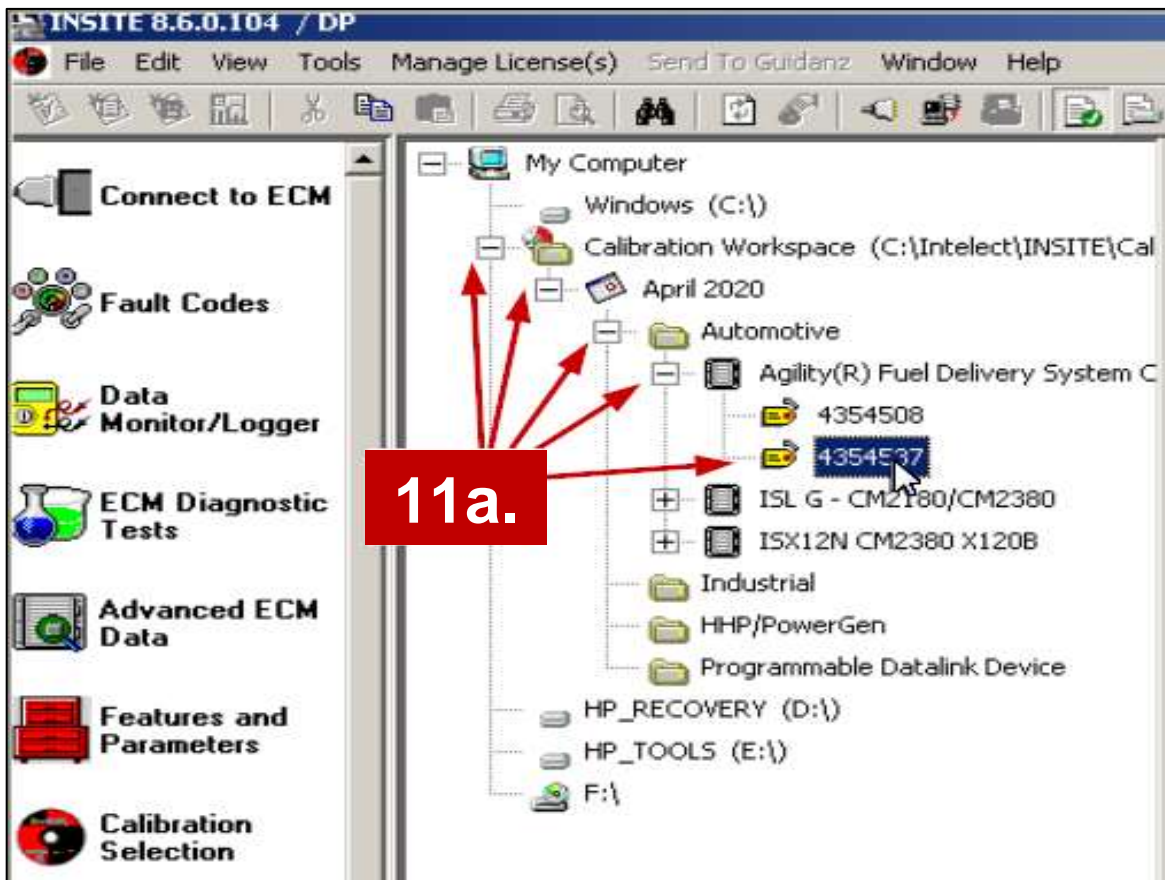 INSITE 8.6.0.104 / DP
File Edit View Tools Manage License(s) Send To Guidanz Window Help
Connect to ECM
Fault Codes
Data
Monitor/Logger
ECM Diagnostic
Tests
Advanced ECM
Data
Features and
Parameters
Calibration
Selection
My Computer
Windows (C:\)
Calibration Workspace (C:\Intelect\INSITE\Cal
April 2020
Automotive
Agility(R) Fuel Delivery System C
4354508
4354537
ISL G - CM2180/CM2380
ISX12N CM2380 X120B
Industrial
HHP/PowerGen
Programmable Datalink Device
HP_RECOVERY (D:\)
HP_TOOLS (E:\)
F:\
11a.